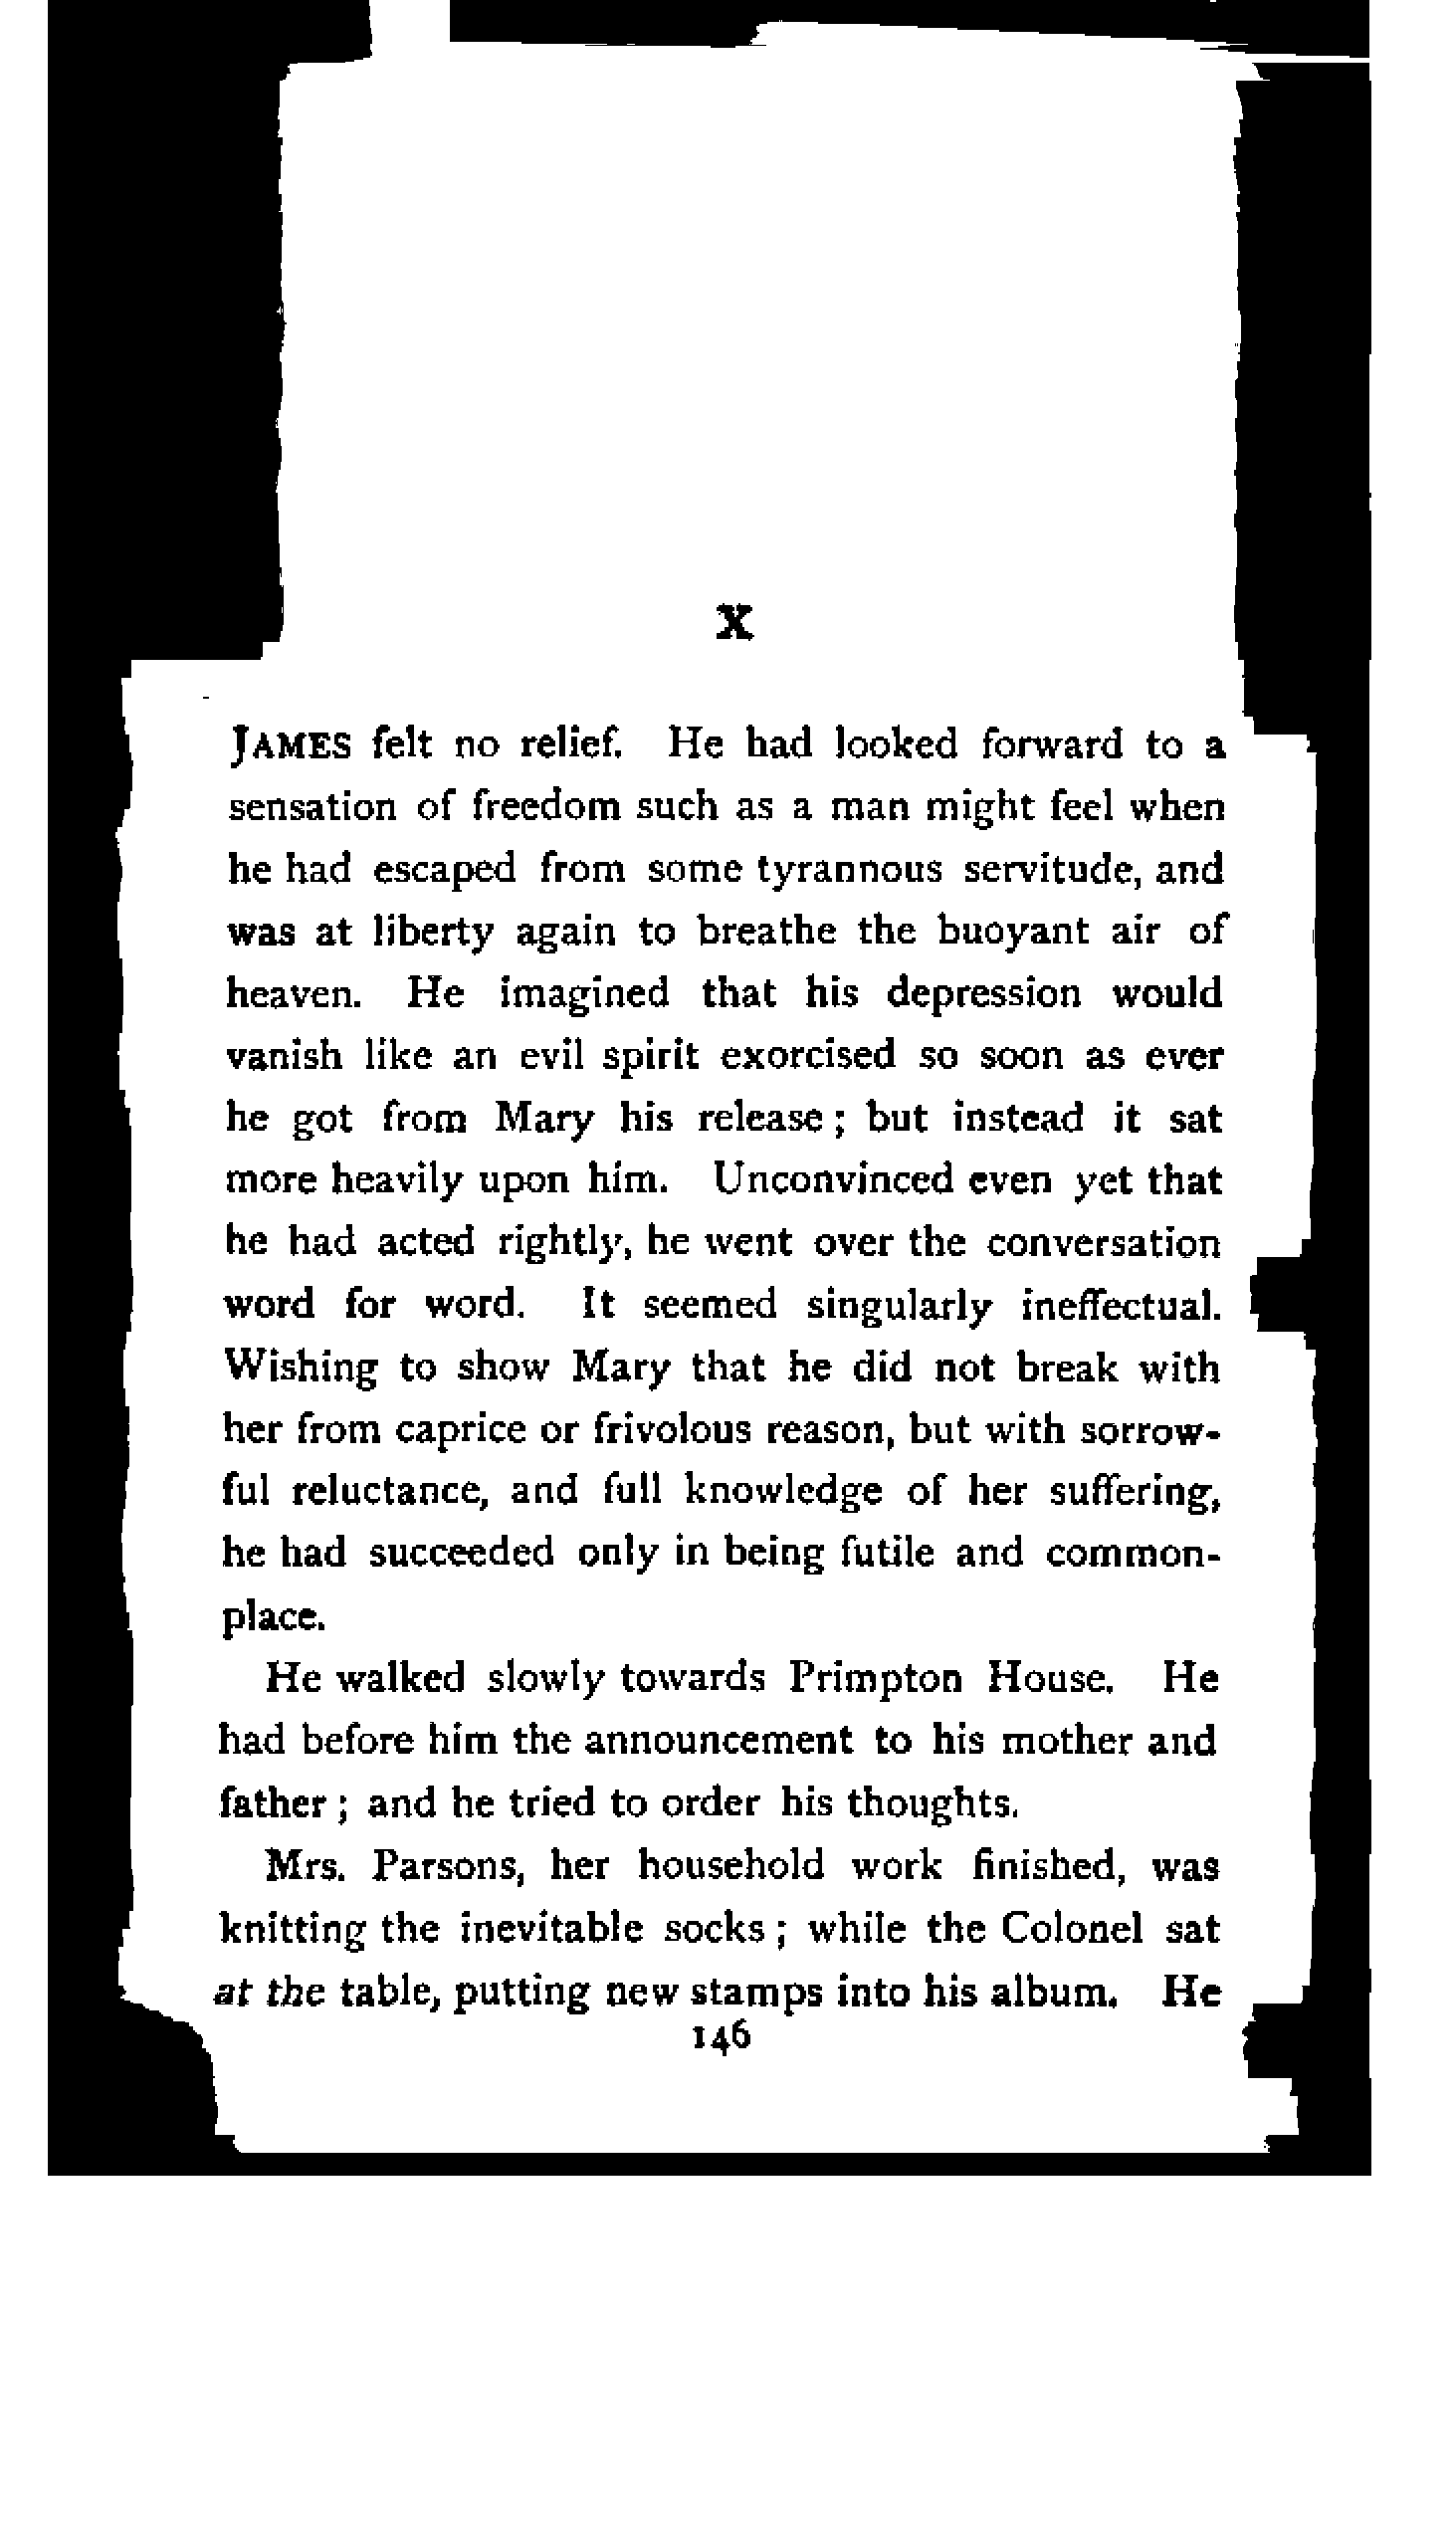 X
JAMES felt no relief. He had looked forward to a
sensation of freedom such as a man might feel when
he had escaped from some tyrannous servitude, and
was at liberty again to breathe the buoyant air of
heaven. He imagined that his depression would
vanish like an evil spirit exorcised so soon as ever
he got from Mary his release; but instead it sat
more heavily upon him. Unconvinced even yet that
he had acted rightly, he went over the conversation
word for word. It seemed singularly ineffectual.
Wishing to show Mary that he did not break with
her from caprice or frivolous reason, but with sorrow-
ful reluctance, and full knowledge of her suffering,
he had succeeded only in being futile and common-
place.
He walked slowly towards Primpton House. He
had before him the announcement to his mother and
father; and he tried to order his thoughts.
Mrs. Parsons, her household work finished, was
knitting the inevitable socks; while the Colonel sat
at the table, putting new stamps into his album. He
146